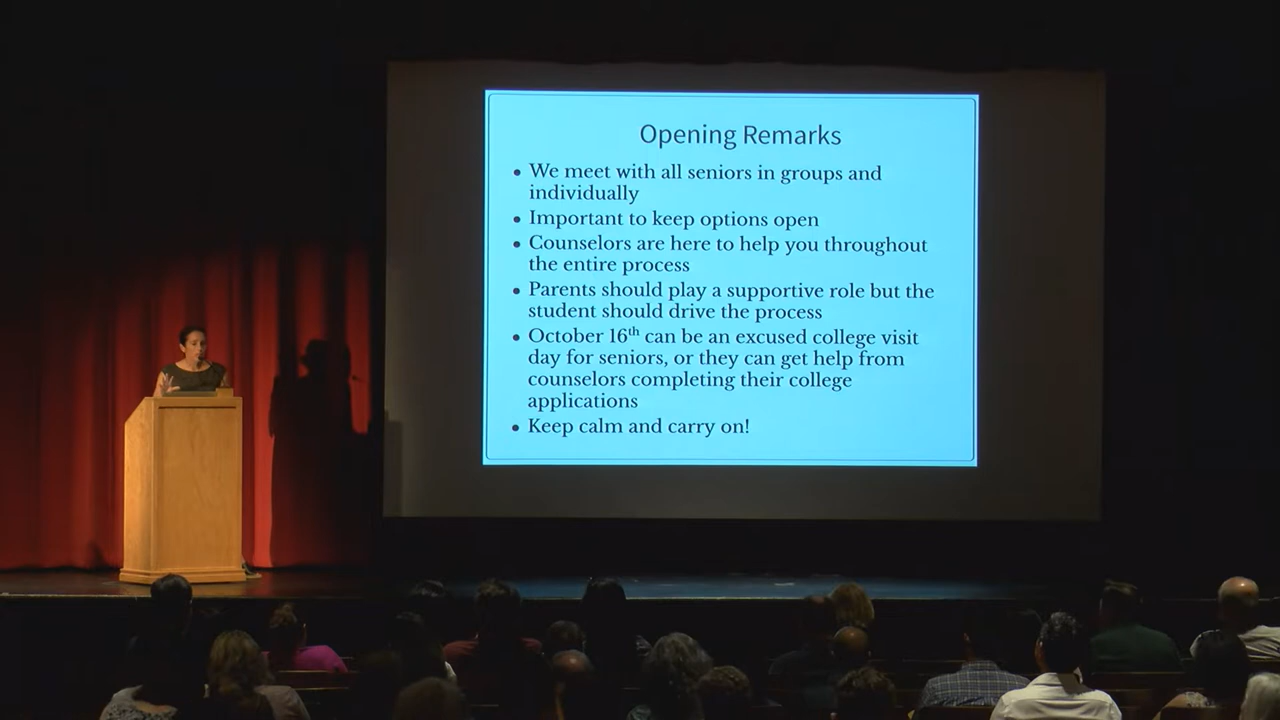 Opening Remarks
• We meet with all seniors in groups and
individually
• Important to keep options open
• Counselors are here to help you throughout
the entire process
• Parents should play a supportive role but the
student should drive the process
• October 16th can be an excused college visit
day for seniors, or they can get help from
counselors completing their college
applications
• Keep calm and carry on!